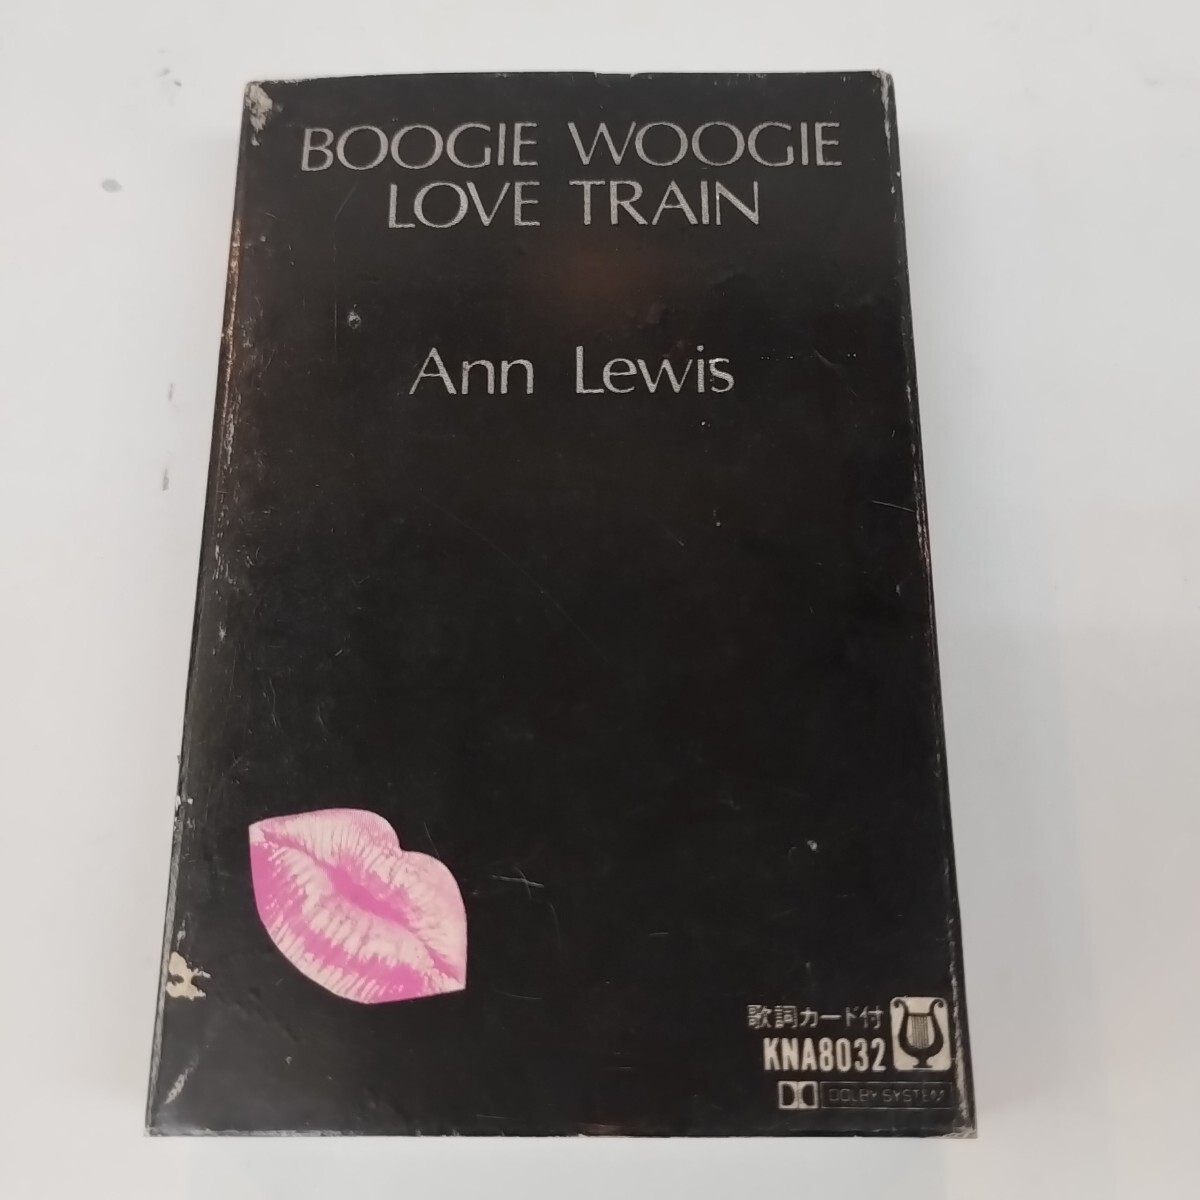 BOOGIE WOOGIE
LOVE TRAIN
Ann Lewis
歌詞カード付
KNA8032
DOLBY SYSTEM